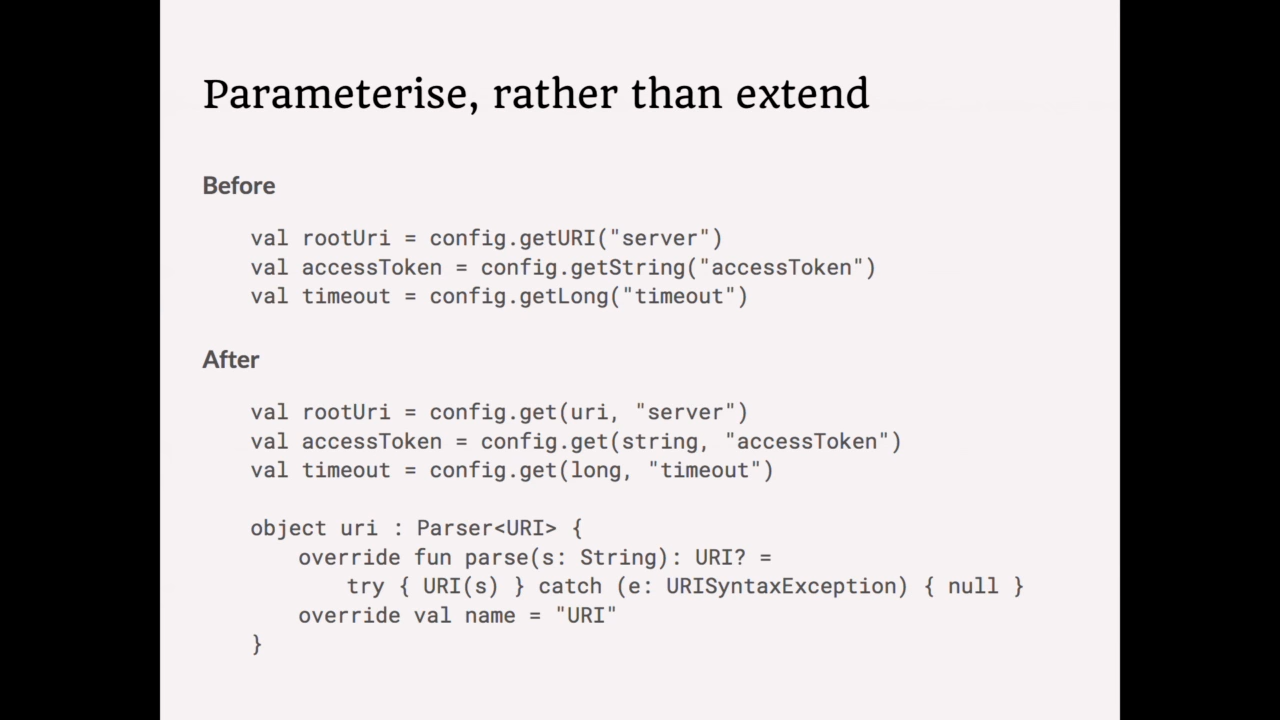 Parameterise, rather than extend
Before
val rootUri = config.getURI("server")
val accessToken = config.getString("accessToken")
val timeout = config.getLong("timeout")
After
val rootUri = config.get(uri, "server")
val accessToken = config.get(string, "accessToken")
val timeout = config.get(long, "timeout")
object uri : Parser<URI> {
override fun parse(s: String): URI? =
try { URI(s) } catch (e: URISyntaxException) { null }
override val name = "URI"
}